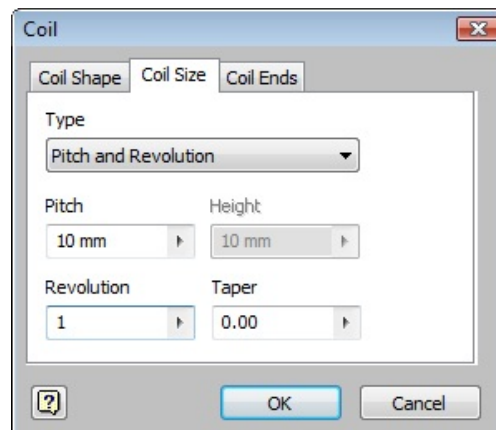 Coil
Coil Shape Coil Size Coil Ends
Type
Pitch and Revolution
Pitch Height
10 mm 10 mm
Revolution Taper
1 0.00
? OK Cancel